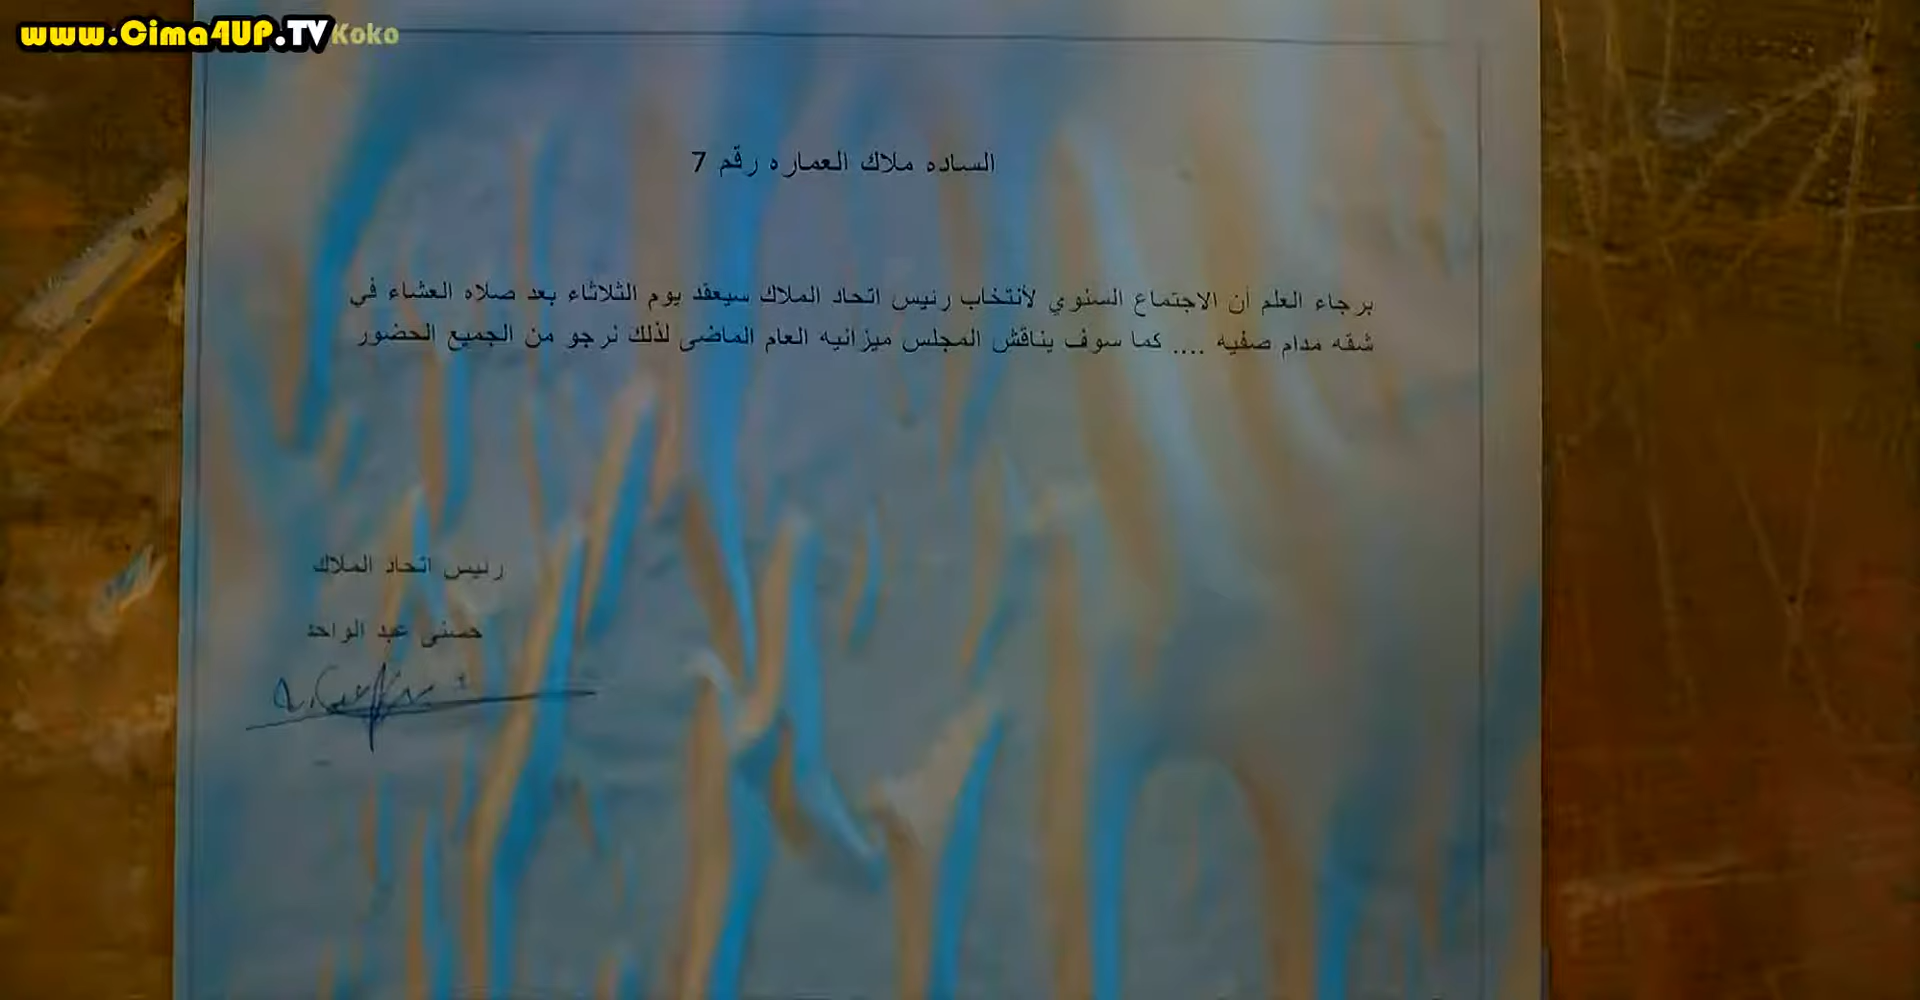 www.Cima4UP.TV Koko
الساده ملاك العماره رقم 7
برجاء العلم أن الاجتماع السنوي لأنتخاب رئيس اتحاد الملاك سيعقد يوم الثلاثاء بعد صلاه العشاء في
شقه مدام صفيه .... كما سوف يناقش المجلس ميزانيه العام الماضى لذلك نرجو من الجميع الحضور
رئيس اتحاد الملاك
حسنى عبد الواحد